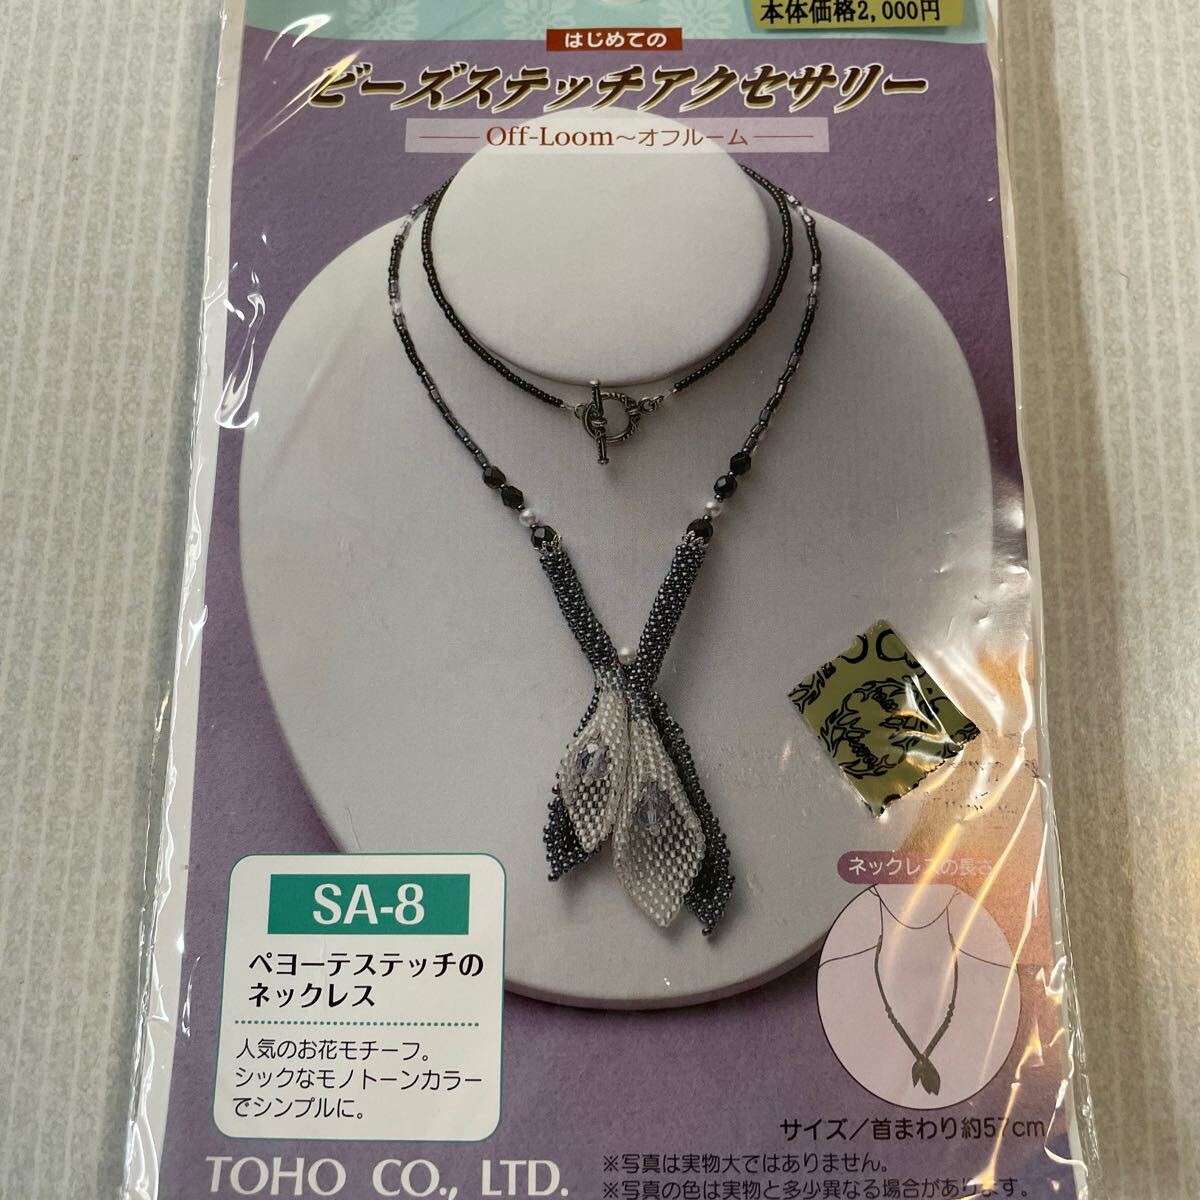 本体価格2,000円
はじめての
ビーズステッチアクセサリー
Off-Loom～オフルーム
ネックレスの長さ
SA-8
ペヨーテステッチの
ネックレス
人気のお花モチーフ。
シックなモノトーンカラー
でシンプルに。
サイズ/首まわり約57cm
TOHO CO., LTD.
※写真は実物大ではありません。
※写真の色は実物と多少異なる場合があります。